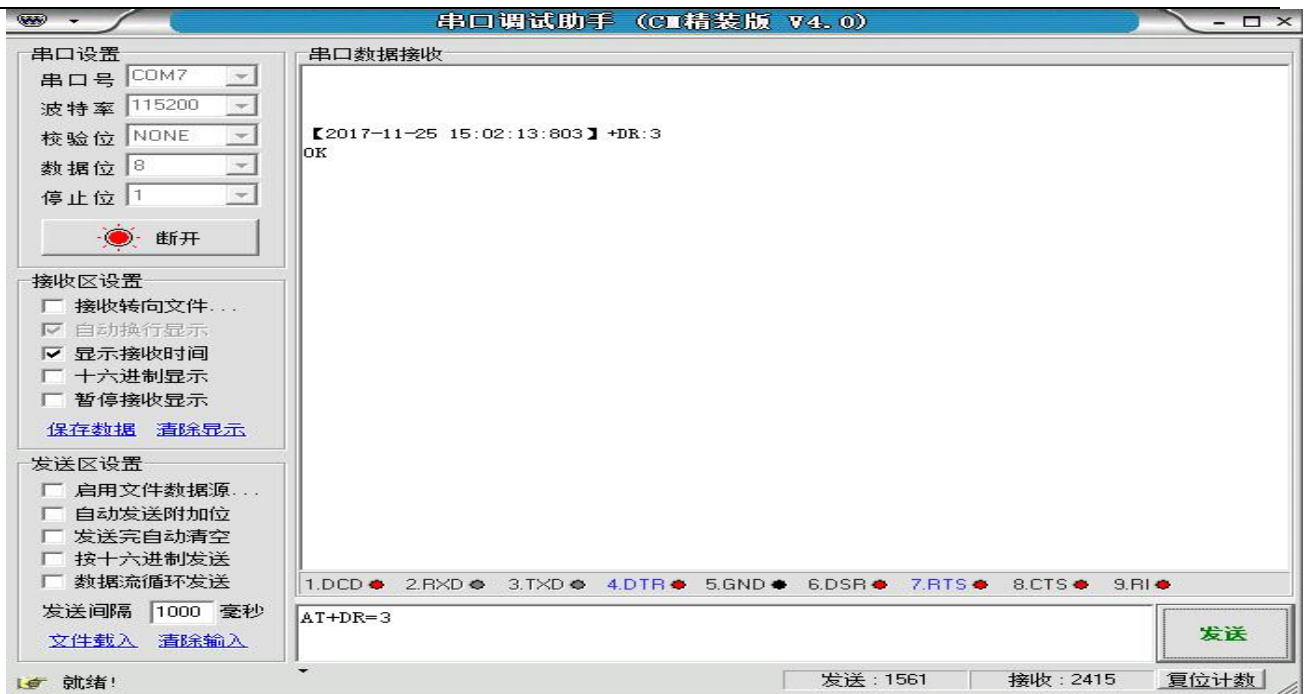 串口调试助手 (CM精装版 V4.0)
串口设置
串口号 COM7
波特率 115200
校验位 NONE
数据位 8
停止位 1
断开
接收区设置
接收转向文件...
自动换行显示
显示接收时间
十六进制显示
暂停接收显示
保存数据 清除显示
发送区设置
启用文件数据源...
自动发送附加位
发送完自动清空
按十六进制发送
数据流循环发送
发送间隔 1000 毫秒
文件载入 清除输入
串口数据接收
【2017-11-25 15:02:13:803】+DR:3
OK
1.DCD 2.RXD 3.TXD 4.DTR 5.GND 6.DSR 7.RTS 8.CTS 9.RI
AT+DR=3
发送
就绪! 发送:1561 接收:2415 复位计数